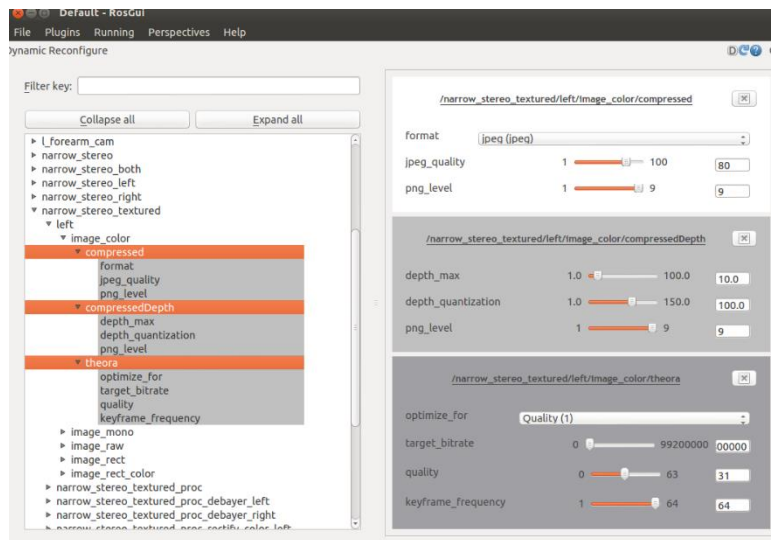 Default - RosGui
File Plugins Running Perspectives Help
Dynamic Reconfigure
D
Filter key:
Collapse all Expand all
l_forearm_cam
narrow_stereo
narrow_stereo_both
narrow_stereo_left
narrow_stereo_right
narrow_stereo_textured
left
image_color
compressed
format
jpeg_quality
png_level
compressedDepth
depth_max
depth_quantization
png_level
theora
optimize_for
target_bitrate
quality
keyframe_frequency
image_mono
image_raw
image_rect
image_rect_color
narrow_stereo_textured_proc
narrow_stereo_textured_proc_debayer_left
narrow_stereo_textured_proc_debayer_right
narrow_stereo_textured_proc_rectify_color_left
/narrow_stereo_textured/left/image_color/compressed
format jpeg (jpeg)
jpeg_quality 1 100 80
png_level 1 9 9
/narrow_stereo_textured/left/image_color/compressedDepth
depth_max 1.0 100.0 10.0
depth_quantization 1.0 150.0 100.0
png_level 1 9 9
/narrow_stereo_textured/left/image_color/theora
optimize_for Quality (1)
target_bitrate 0 99200000 00000
quality 0 63 31
keyframe_frequency 1 64 64